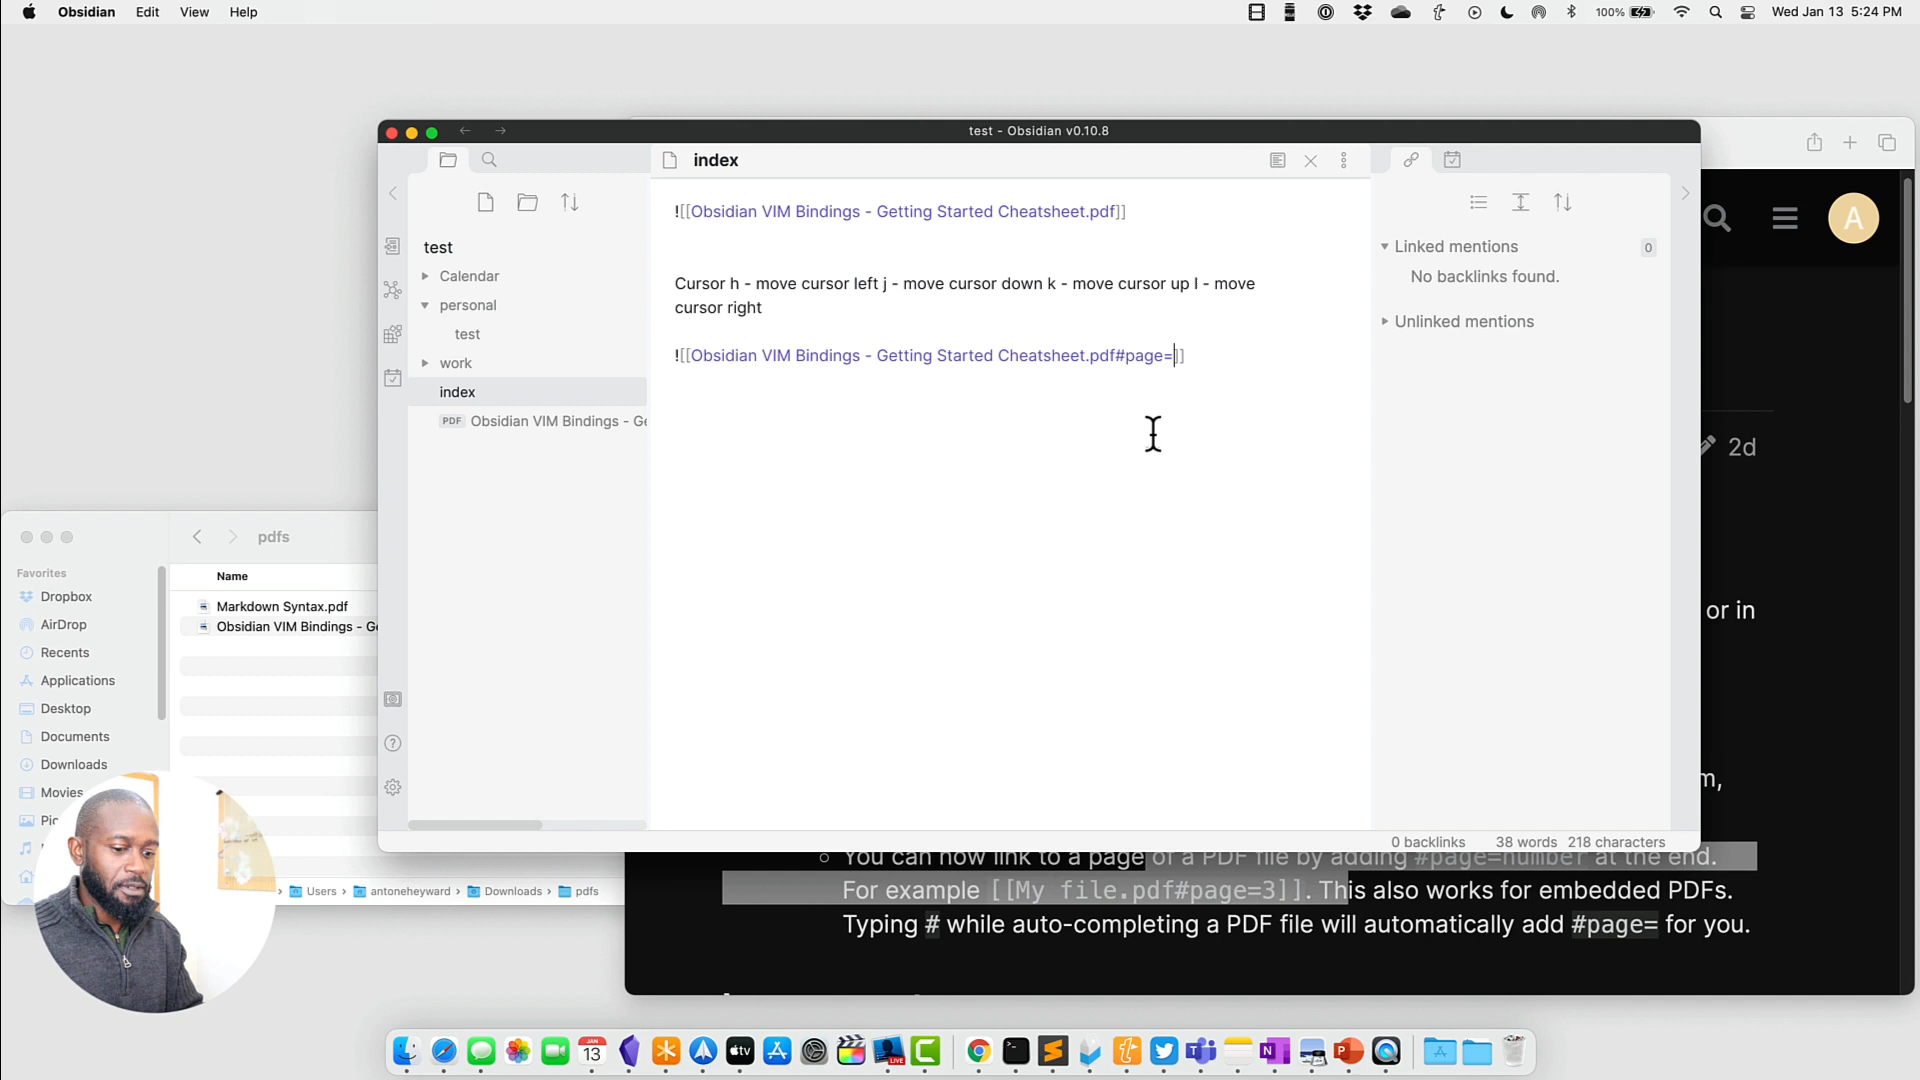 Obsidian Edit View Help
100% Wed Jan 13 5:24 PM
test - Obsidian v0.10.8
index
test
Calendar
personal
test
work
index
PDF Obsidian VIM Bindings - Ge
![[Obsidian VIM Bindings - Getting Started Cheatsheet.pdf]]
Cursor h - move cursor left j - move cursor down k - move cursor up l - move
cursor right
![[Obsidian VIM Bindings - Getting Started Cheatsheet.pdf#page=]]
Linked mentions 0
No backlinks found.
Unlinked mentions
0 backlinks 38 words 218 characters
A
2d
or in
m,
You can now link to a page of a PDF file by adding #page=number at the end.
For example [[My file.pdf#page=3]]. This also works for embedded PDFs.
Typing # while auto-completing a PDF file will automatically add #page= for you.
pdfs
Favorites
Dropbox
AirDrop
Recents
Applications
Desktop
Documents
Downloads
Movies
Pic
Name
Markdown Syntax.pdf
Obsidian VIM Bindings - Ge
Users antoneheyward Downloads pdfs
JAN
13
tv
LIVE